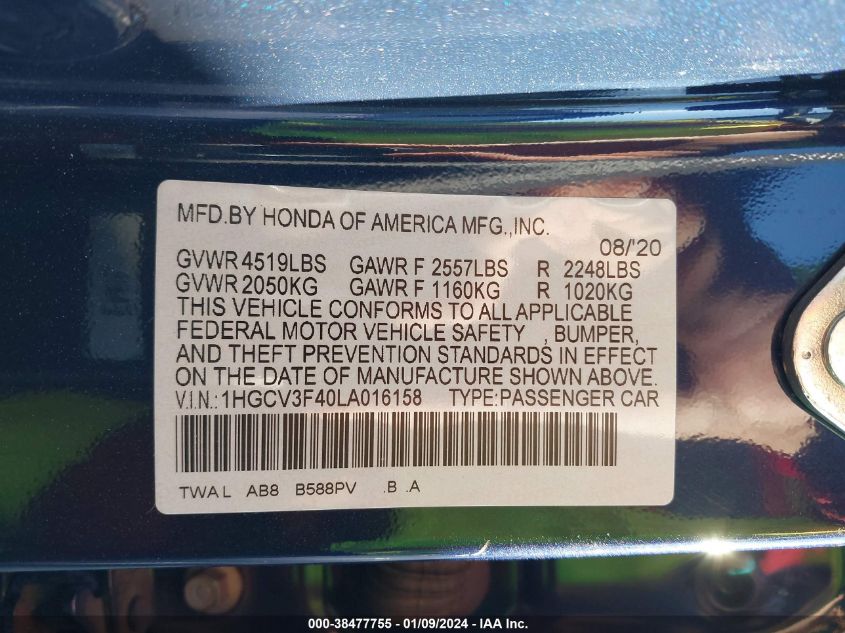 MFD.BY HONDA OF AMERICA MFG.,INC.
08/'20
GVWR 4519LBS GAWR F 2557LBS R 2248LBS
GVWR 2050KG GAWR F 1160KG R 1020KG
THIS VEHICLE CONFORMS TO ALL APPLICABLE
FEDERAL MOTOR VEHICLE SAFETY , BUMPER,
AND THEFT PREVENTION STANDARDS IN EFFECT
ON THE DATE OF MANUFACTURE SHOWN ABOVE.
V.I.N.:1HGCV3F40LA016158 TYPE:PASSENGER CAR
TWA L AB8 B588PV .B .A
000-38477755 - 01/09/2024 - IAA Inc.